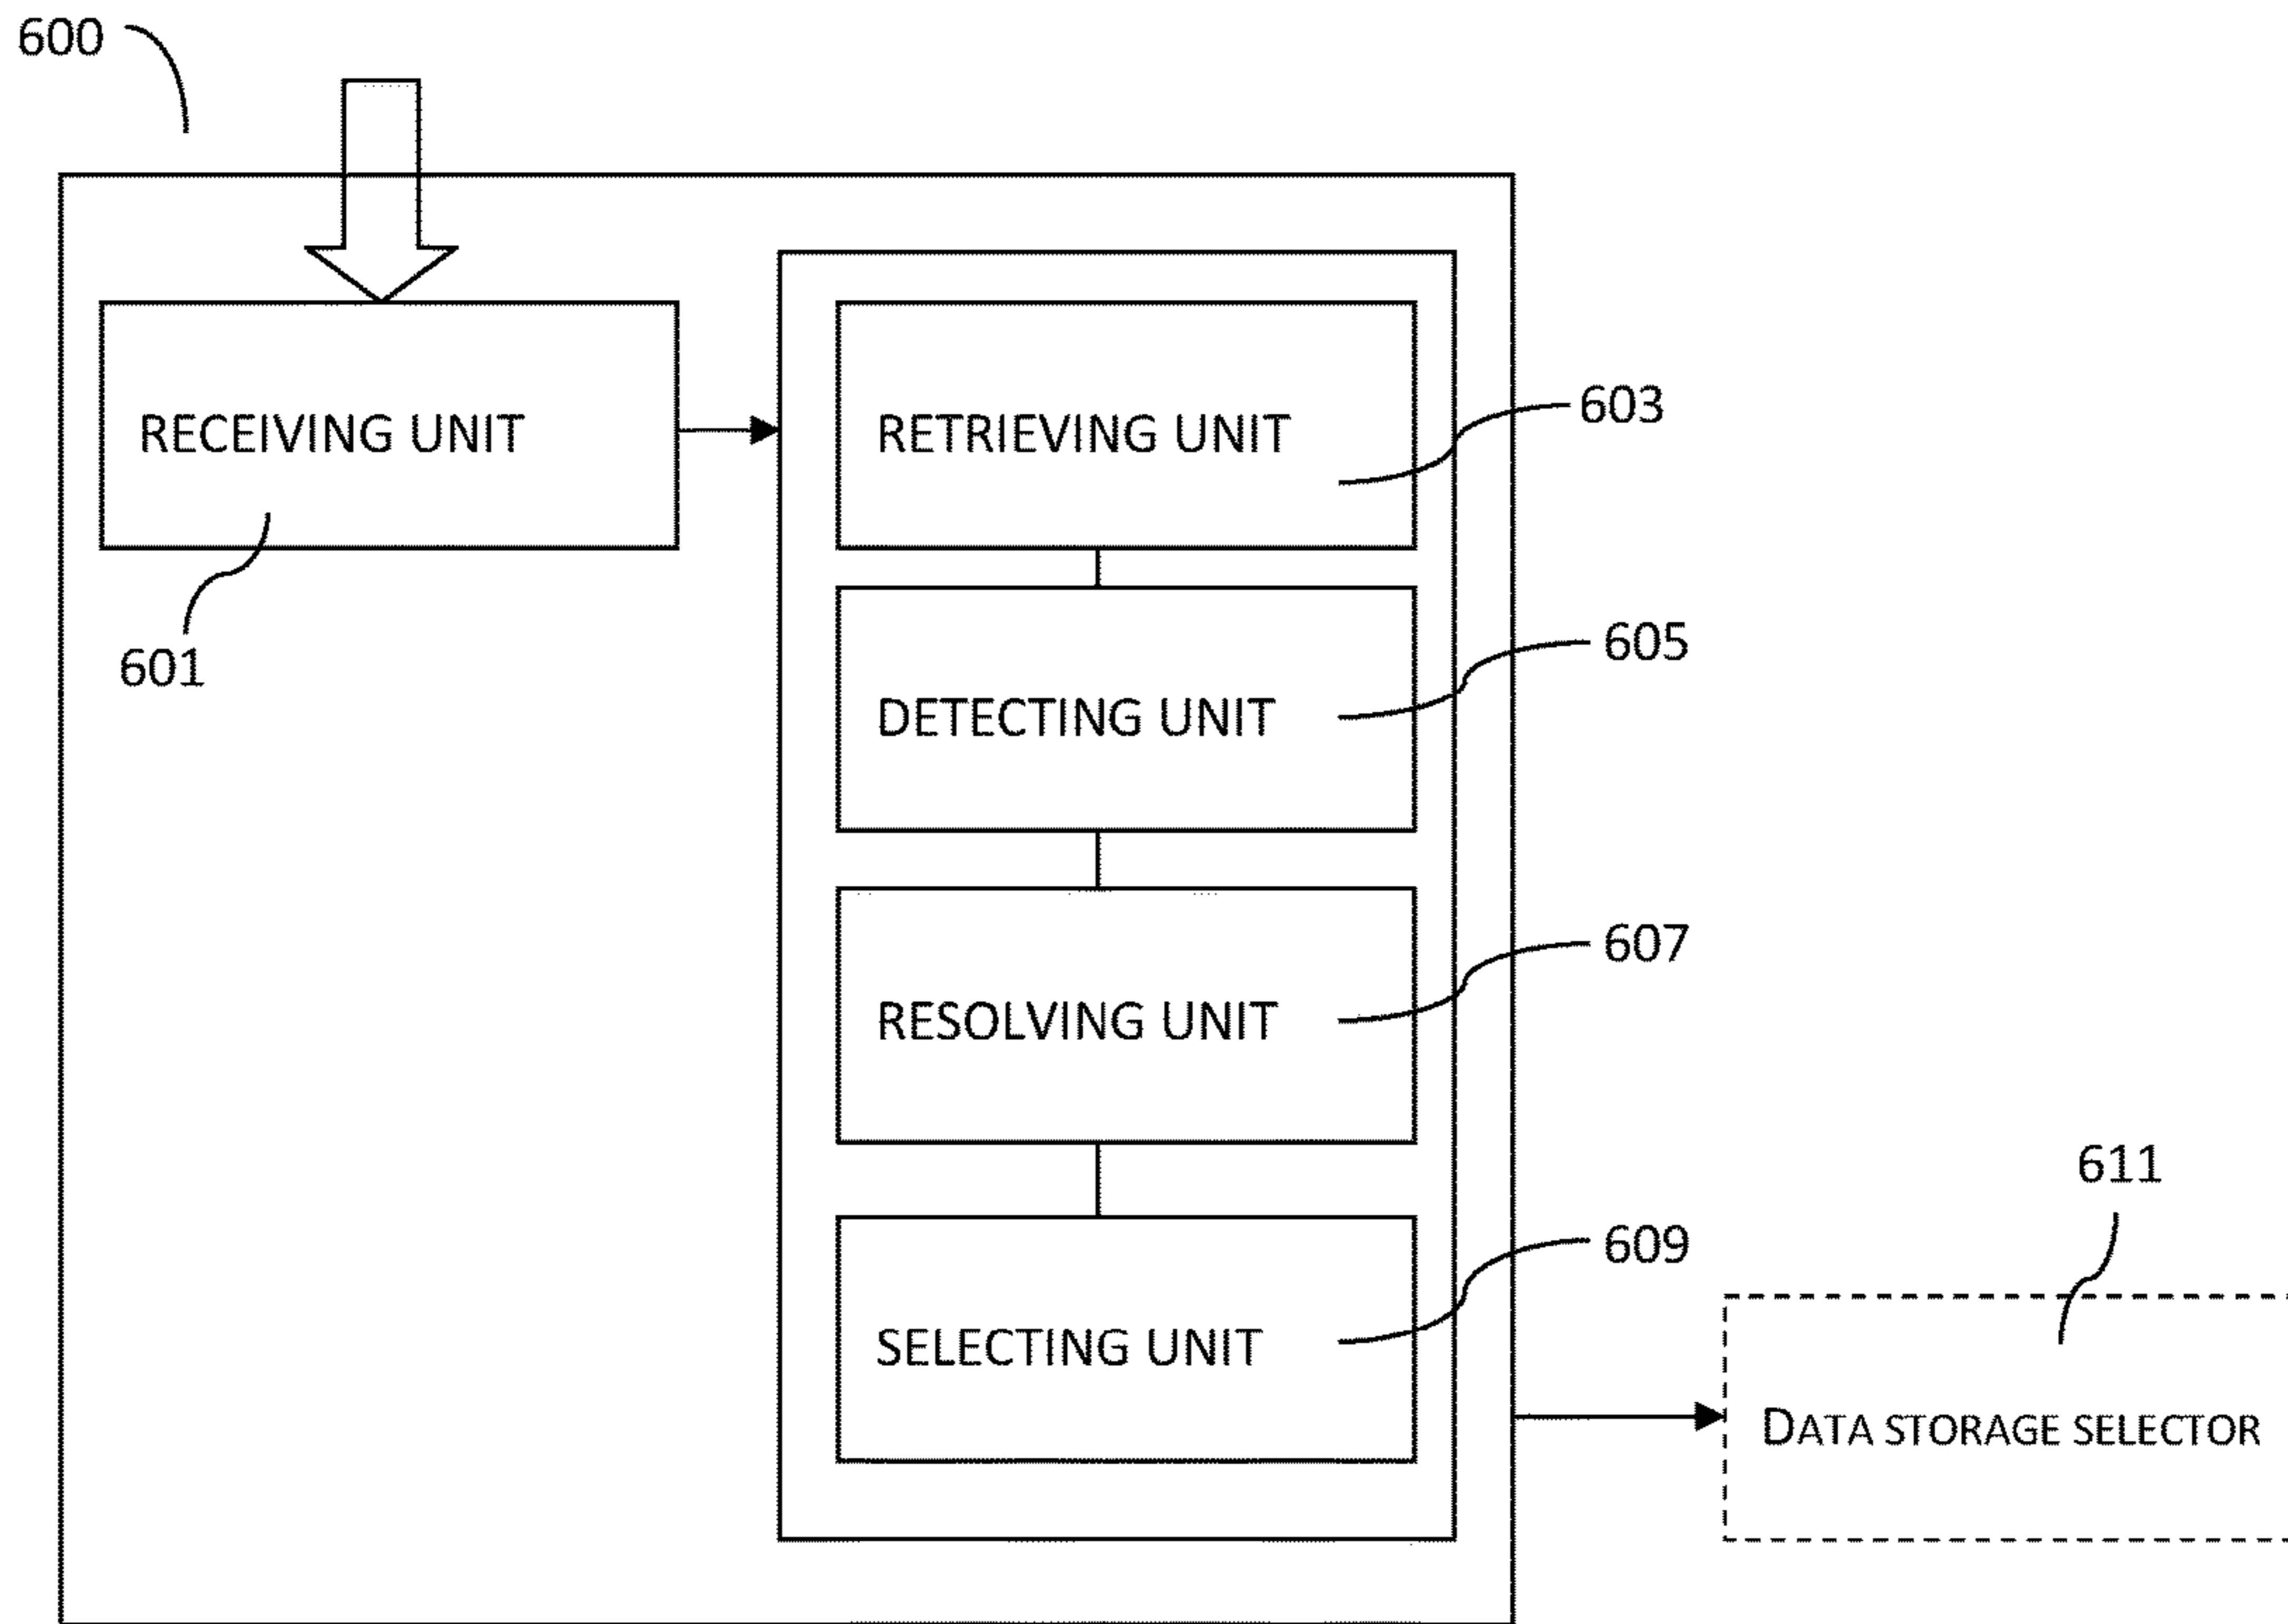 600
RECEIVING UNIT
601
RETRIEVING UNIT
603
DETECTING UNIT
605
RESOLVING UNIT
607
SELECTING UNIT
609
611
DATA STORAGE SELECTOR